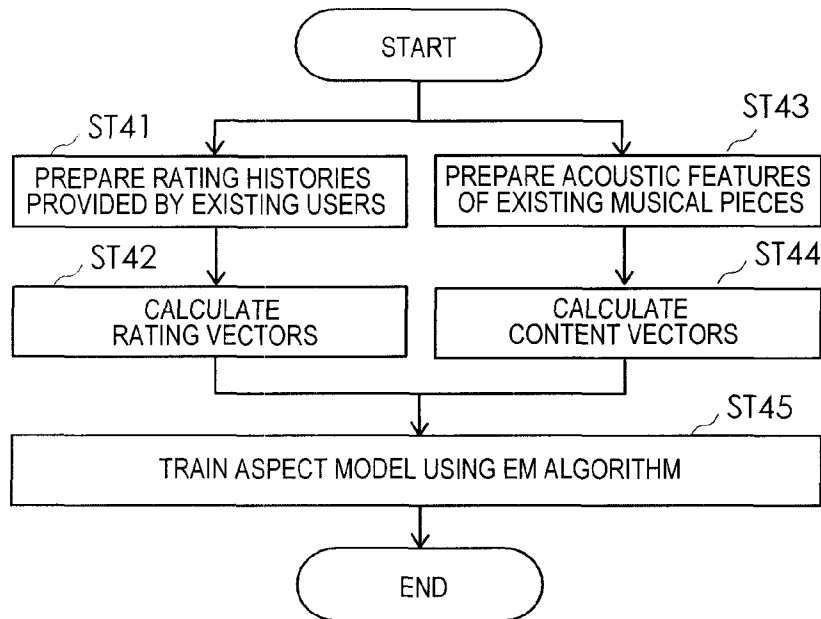 START
ST41
PREPARE RATING HISTORIES
PROVIDED BY EXISTING USERS
ST43
PREPARE ACOUSTIC FEATURES
OF EXISTING MUSICAL PIECES
ST42
CALCULATE
RATING VECTORS
ST44
CALCULATE
CONTENT VECTORS
ST45
TRAIN ASPECT MODEL USING EM ALGORITHM
END